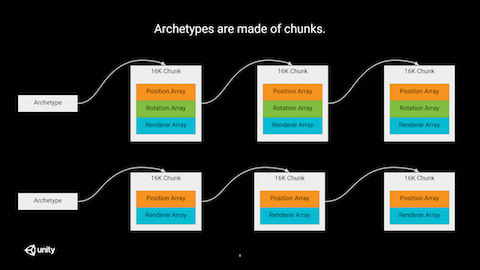 Archetypes are made of chunks.
16K Chunk
16K Chunk
16K Chunk
Position Array
Position Array
Position Array
Archetype
Rotation Array
Rotation Array
Rotation Array
Renderer Array
Renderer Array
Renderer Array
16K Chunk
16K Chunk
16K Chunk
Archetype
Position Array
Position Array
Position Array
Renderer Array
Renderer Array
Renderer Array
unity